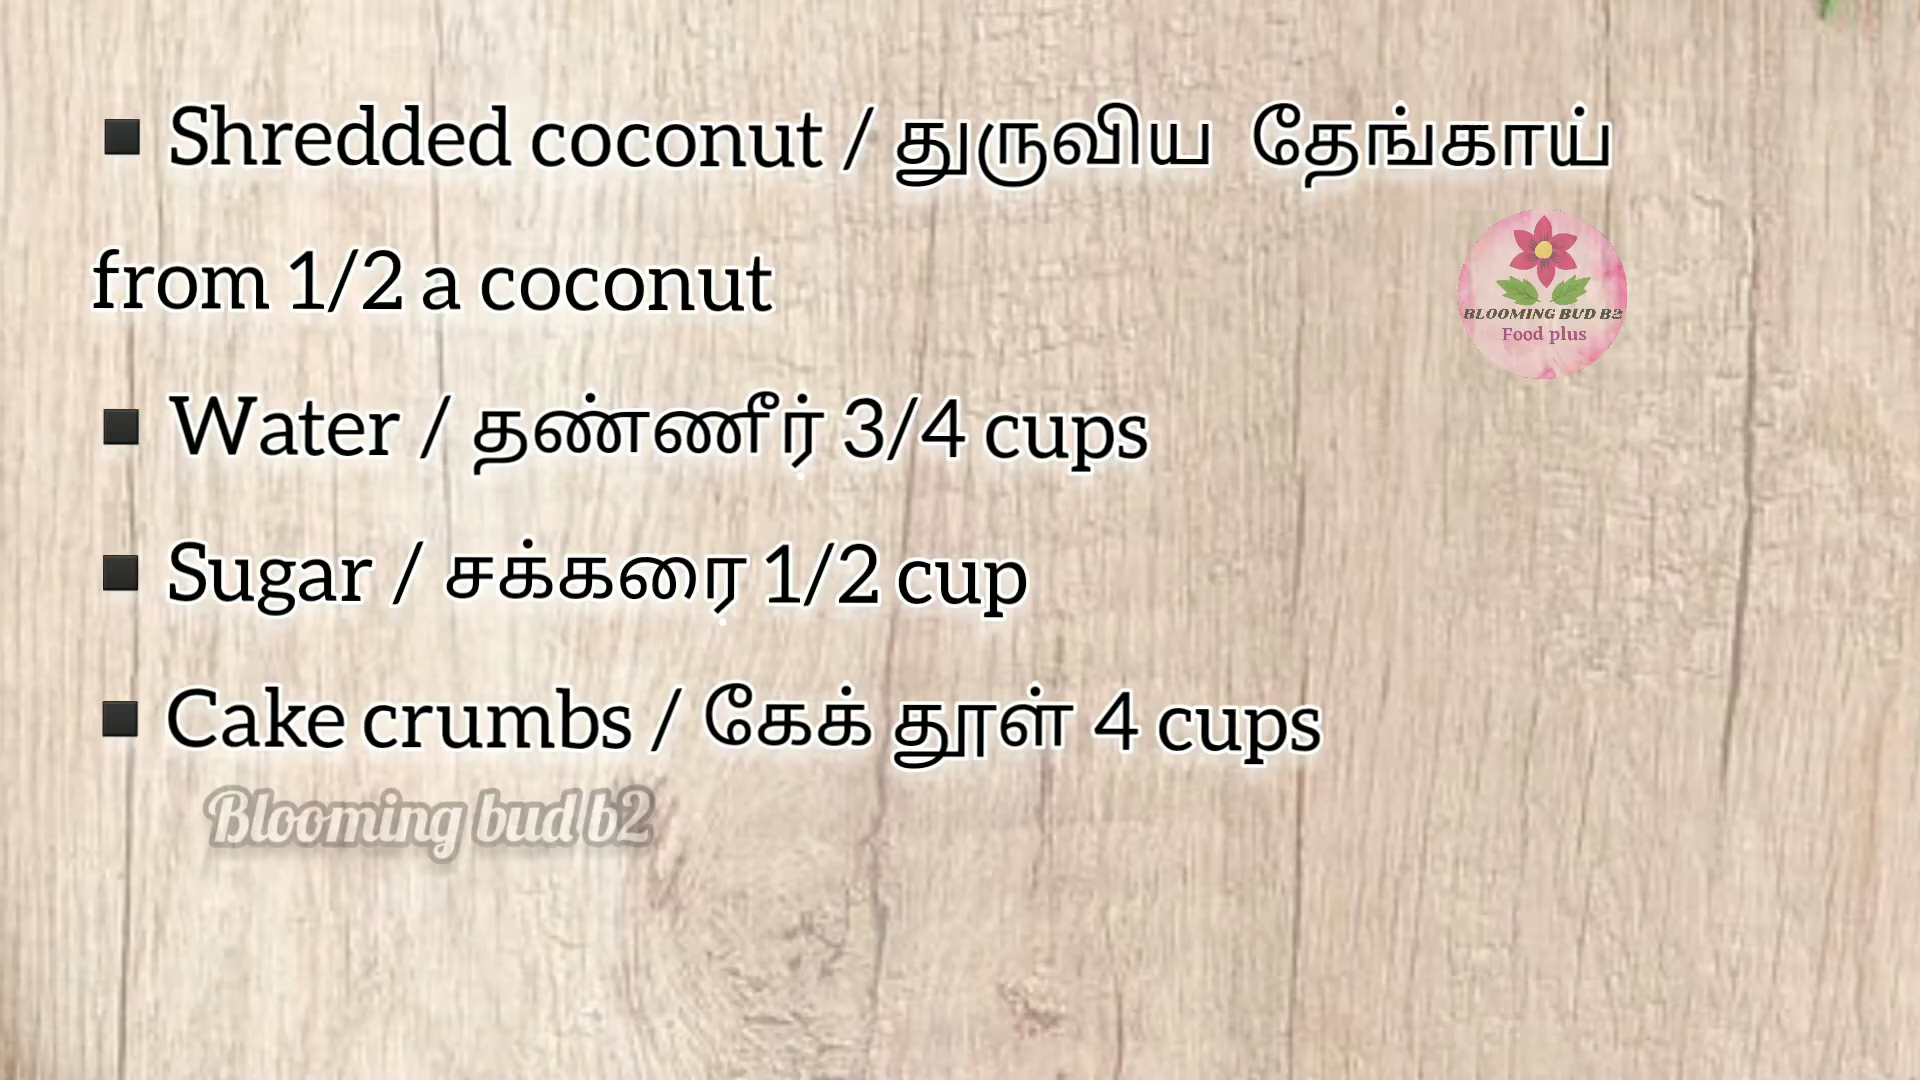 ▪ Shredded coconut / துருவிய தேங்காய்
from 1/2 a coconut
BLOOMING BUD B2
Food plus
▪ Water / தண்ணீர் 3/4 cups
▪ Sugar / சக்கரை 1/2 cup
▪ Cake crumbs / கேக் தூள் 4 cups
Blooming bud b2